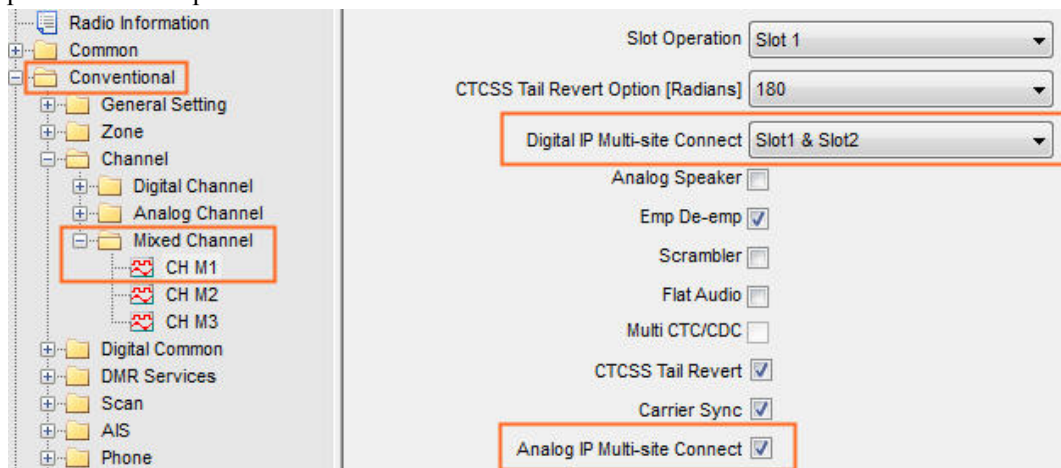 Radio Information
Common
Conventional
General Setting
Zone
Channel
Digital Channel
Analog Channel
Mixed Channel
CH M1
CH M2
CH M3
Digital Common
DMR Services
Scan
AIS
Phone
Slot Operation Slot 1
CTCSS Tail Revert Option [Radians] 180
Digital IP Multi-site Connect Slot1 & Slot2
Analog Speaker
Emp De-emp
Scrambler
Flat Audio
Multi CTC/CDC
CTCSS Tail Revert
Carrier Sync
Analog IP Multi-site Connect